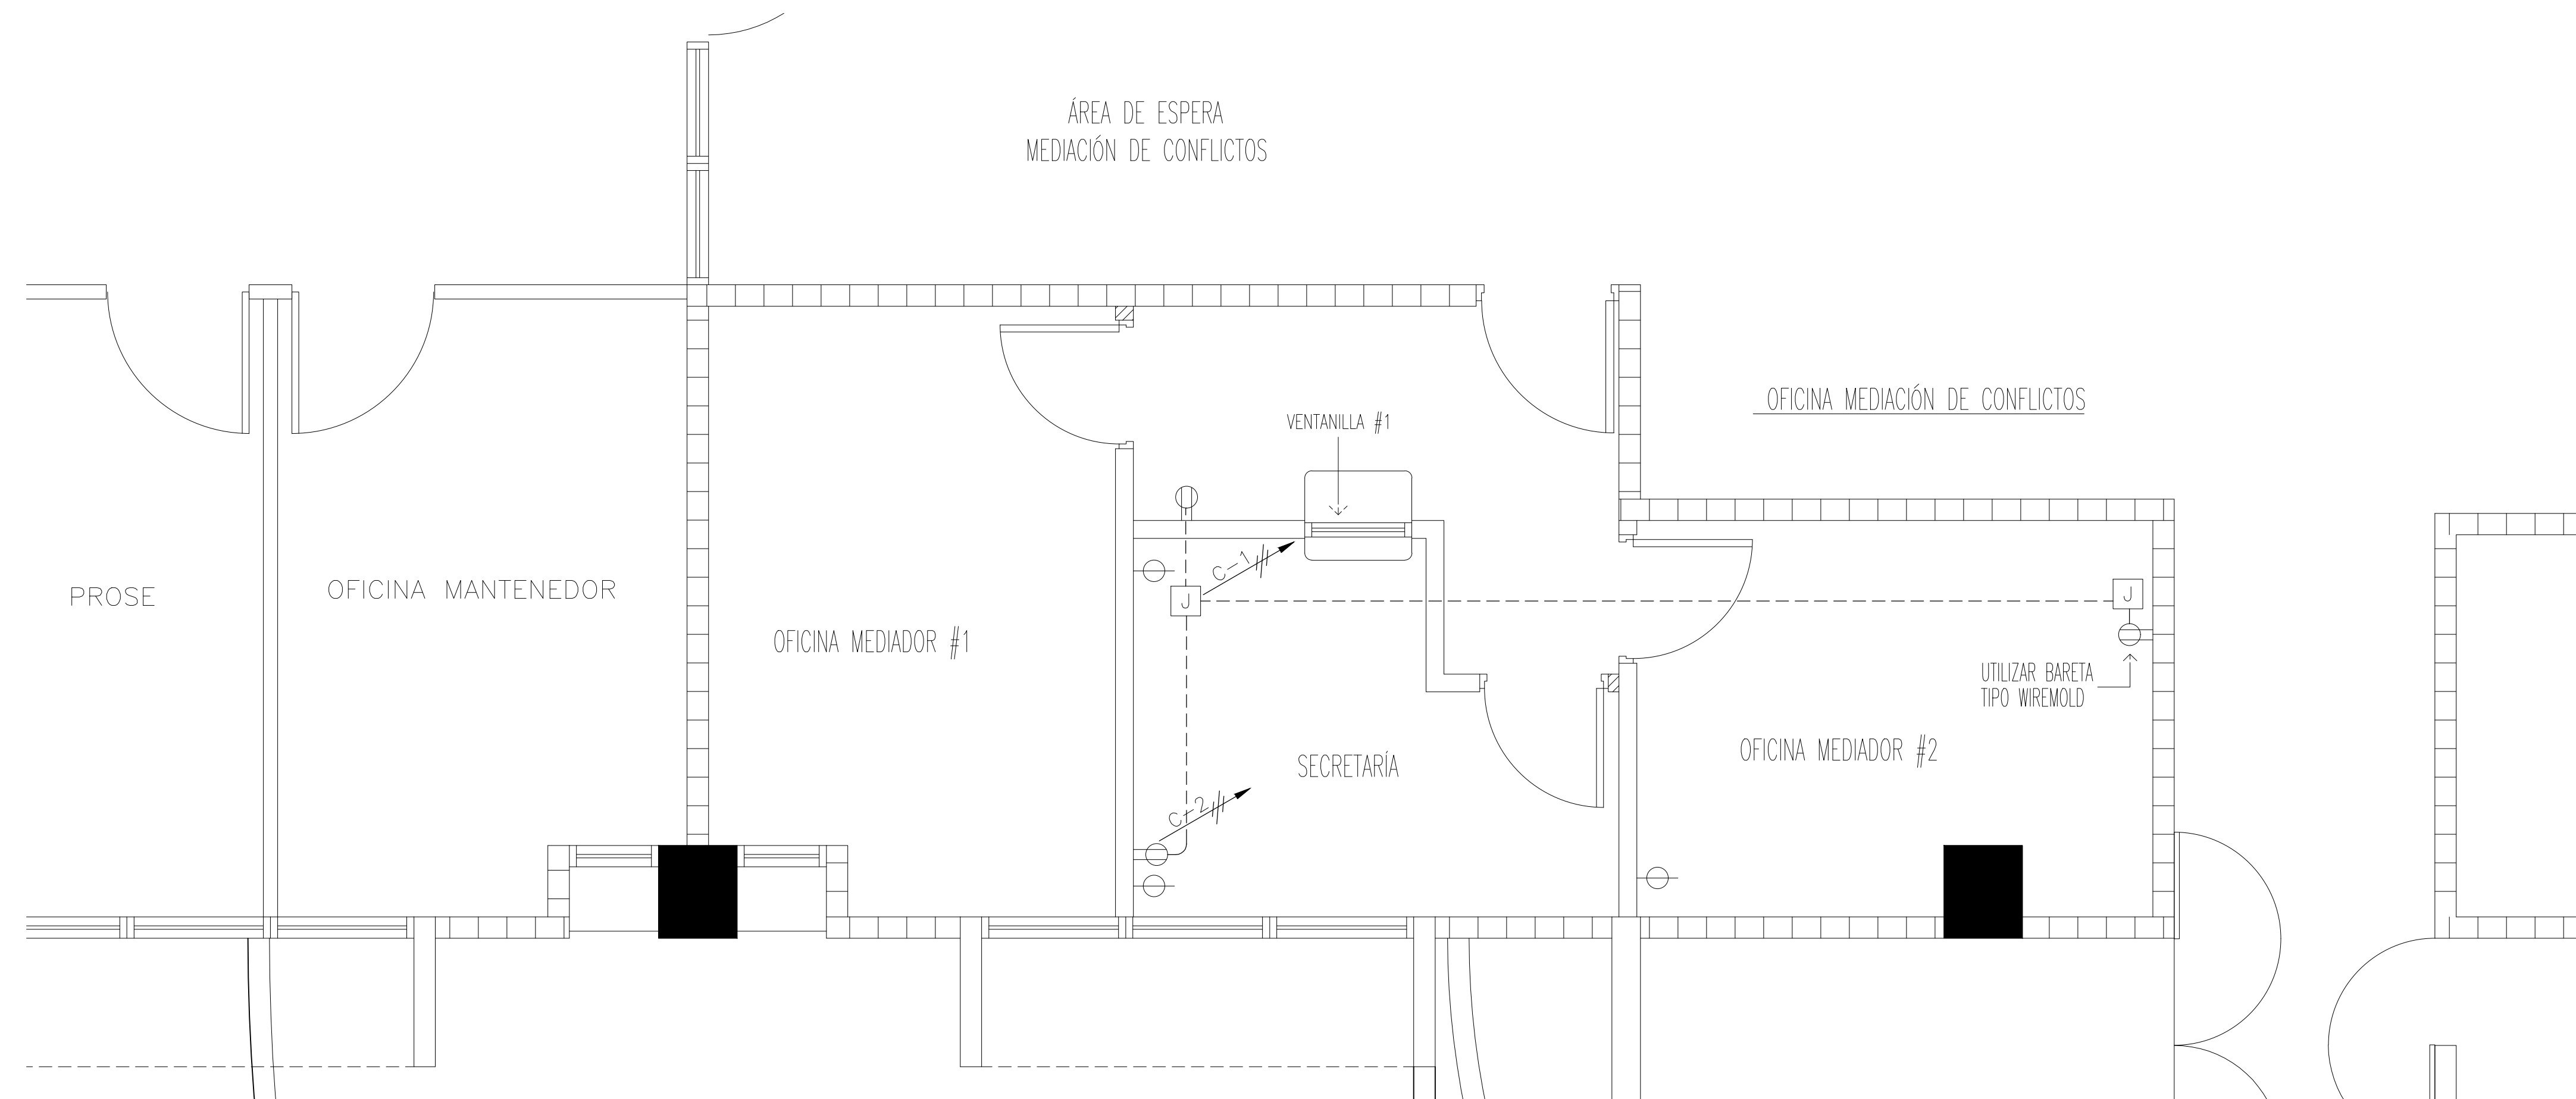 ÁREA DE ESPERA
MEDIACIÓN DE CONFLICTOS
OFICINA MEDIACIÓN DE CONFLICTOS
VENTANILLA #1
PROSE
OFICINA MANTENEDOR
OFICINA MEDIADOR #1
C-1
J
J
UTILIZAR BARETA
TIPO WIREMOLD
SECRETARÍA
OFICINA MEDIADOR #2
C-2